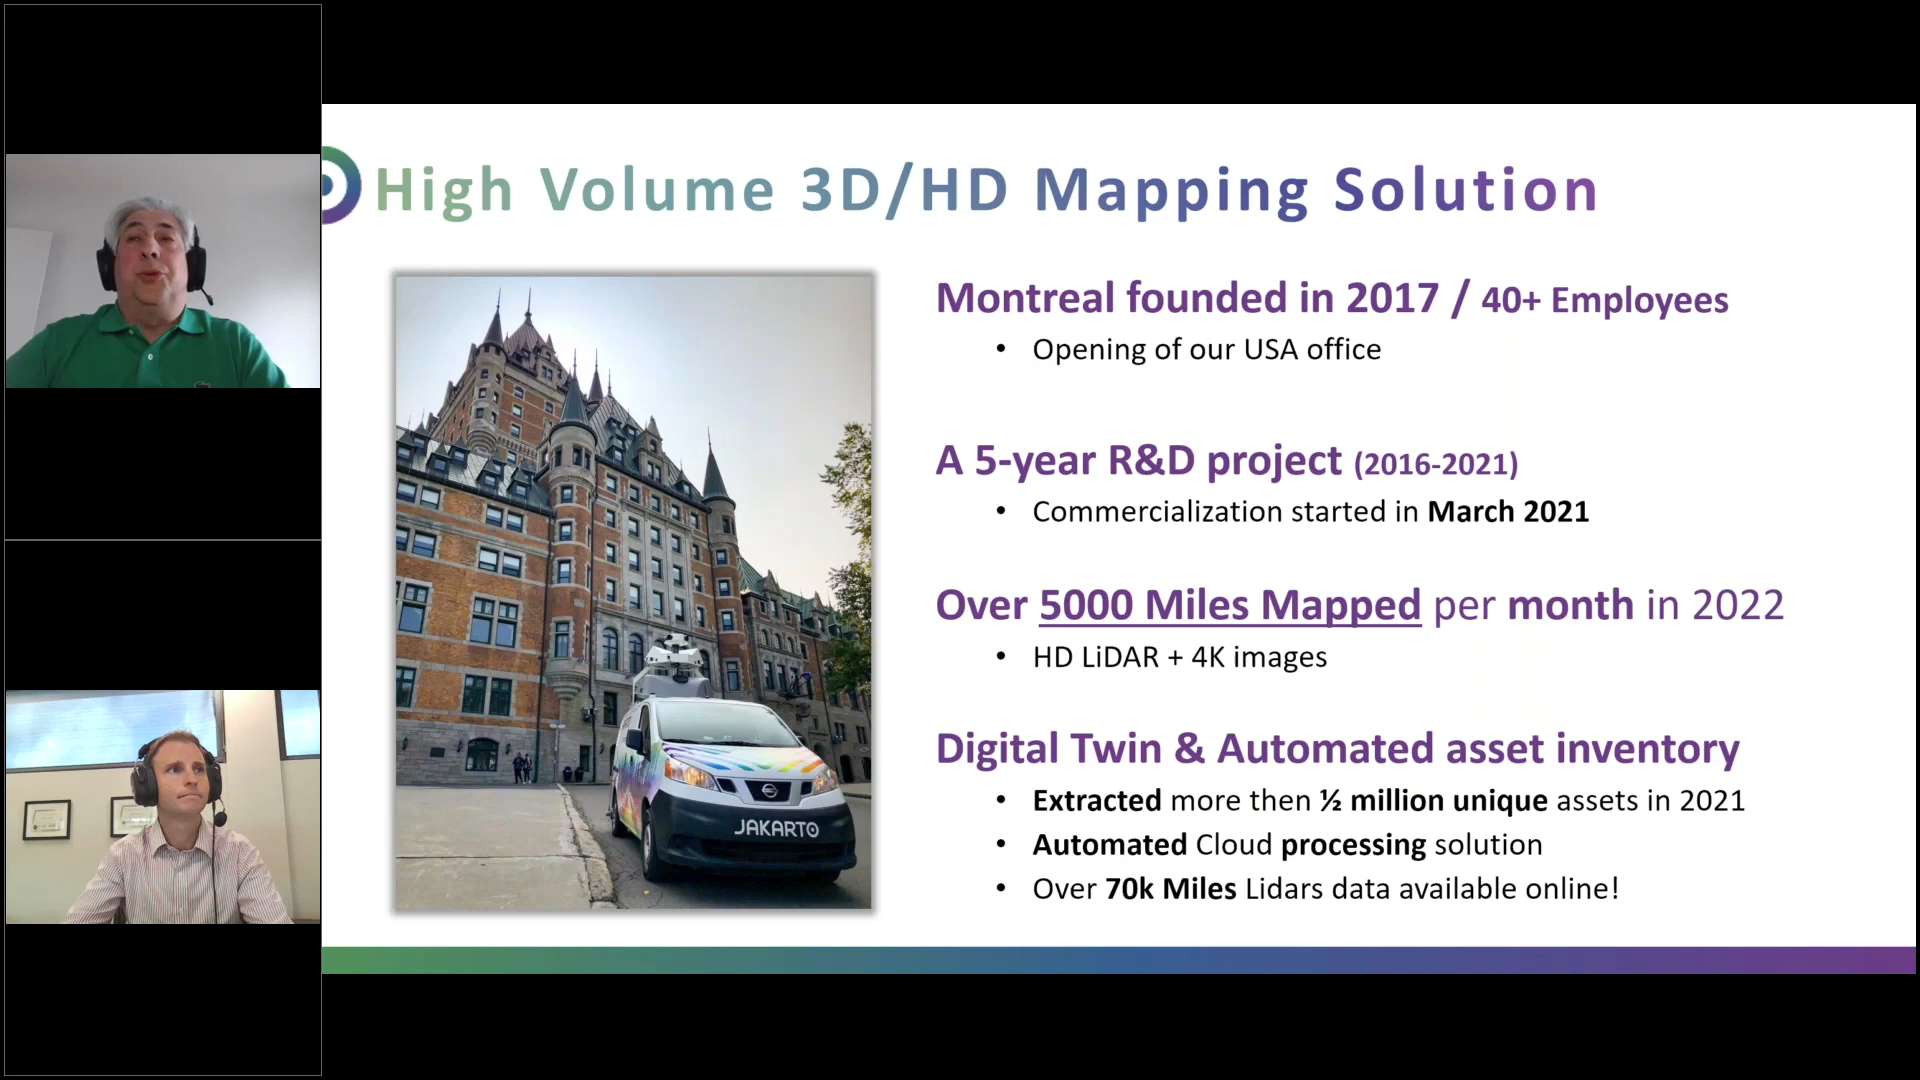 High Volume 3D/HD Mapping Solution
Montreal founded in 2017 / 40+ Employees
• Opening of our USA office
A 5-year R&D project (2016-2021)
• Commercialization started in March 2021
Over 5000 Miles Mapped per month in 2022
• HD LiDAR + 4K images
Digital Twin & Automated asset inventory
• Extracted more then ½ million unique assets in 2021
• Automated Cloud processing solution
• Over 70k Miles Lidars data available online!
JAKARTO